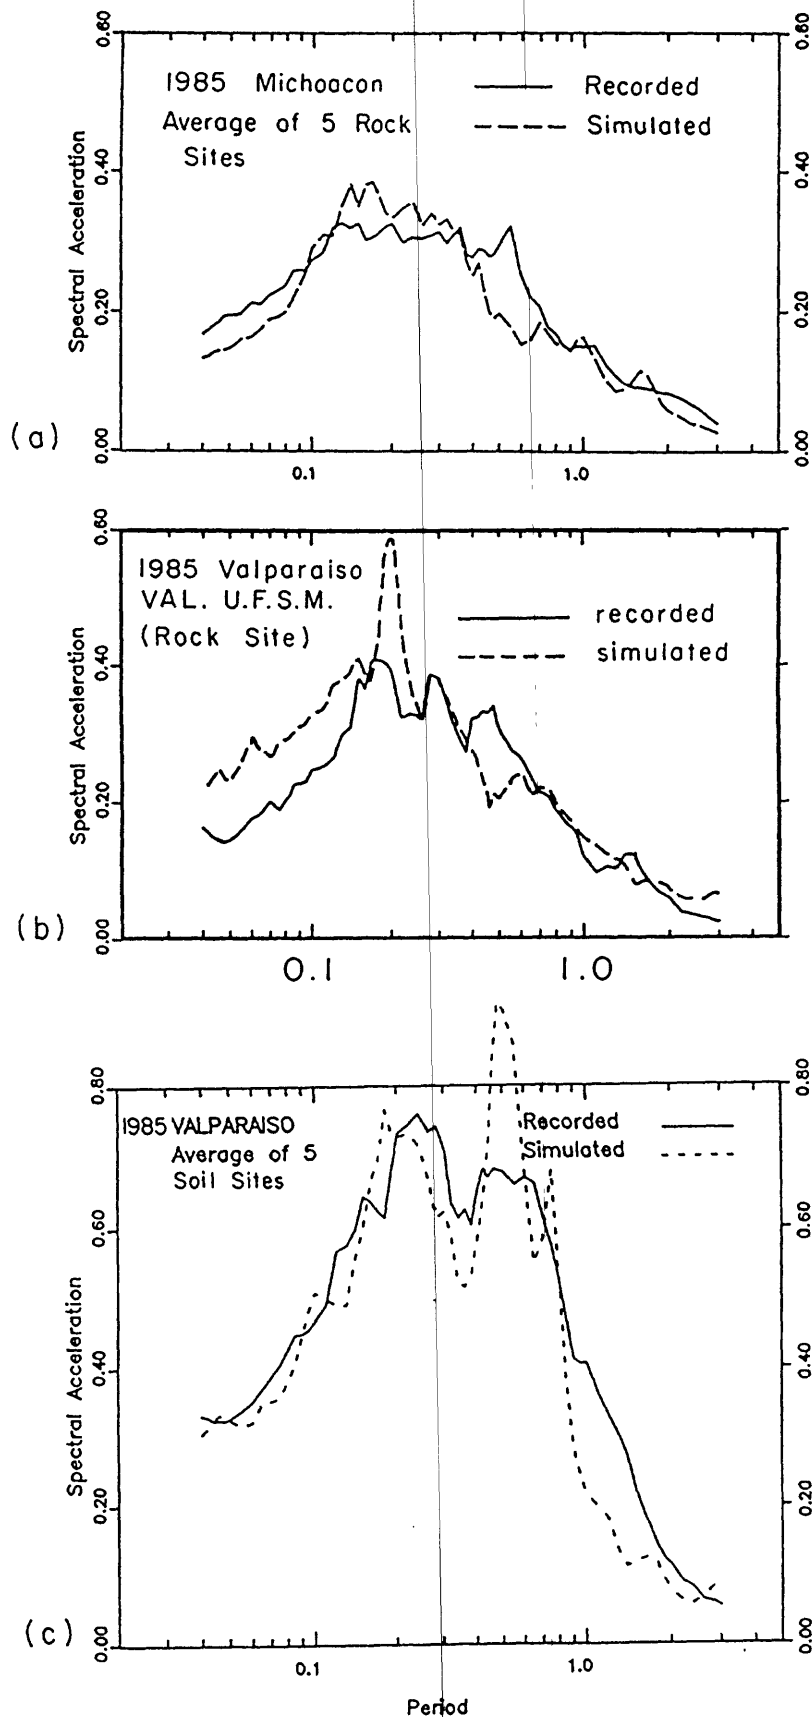 0.60
0.60
1985 Michoacon
Average of 5 Rock
Sites
Recorded
Simulated
0.40
0.40
Spectral Acceleration
0.20
0.20
(a)
0.00
0.00
0.1
1.0
0.60
1985 Valparaiso
VAL. U.F.S.M.
(Rock Site)
recorded
simulated
0.40
Spectral Acceleration
0.20
(b)
0.00
0.1
1.0
0.80
0.80
1985 VALPARAISO
Average of 5
Soil Sites
Recorded
Simulated
0.60
0.60
Spectral Acceleration
0.40
0.40
0.20
0.20
(c)
0.00
0.00
0.1
1.0
Period